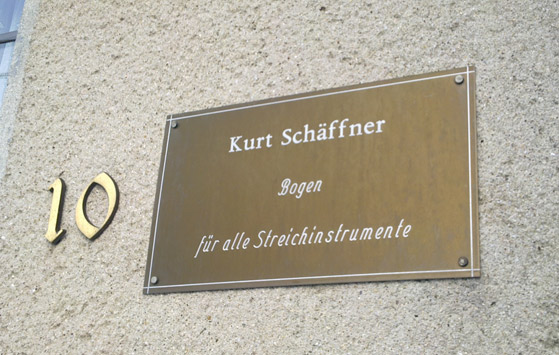 10
Kurt Schäffner
Bogen
für alle Streichinstrumente